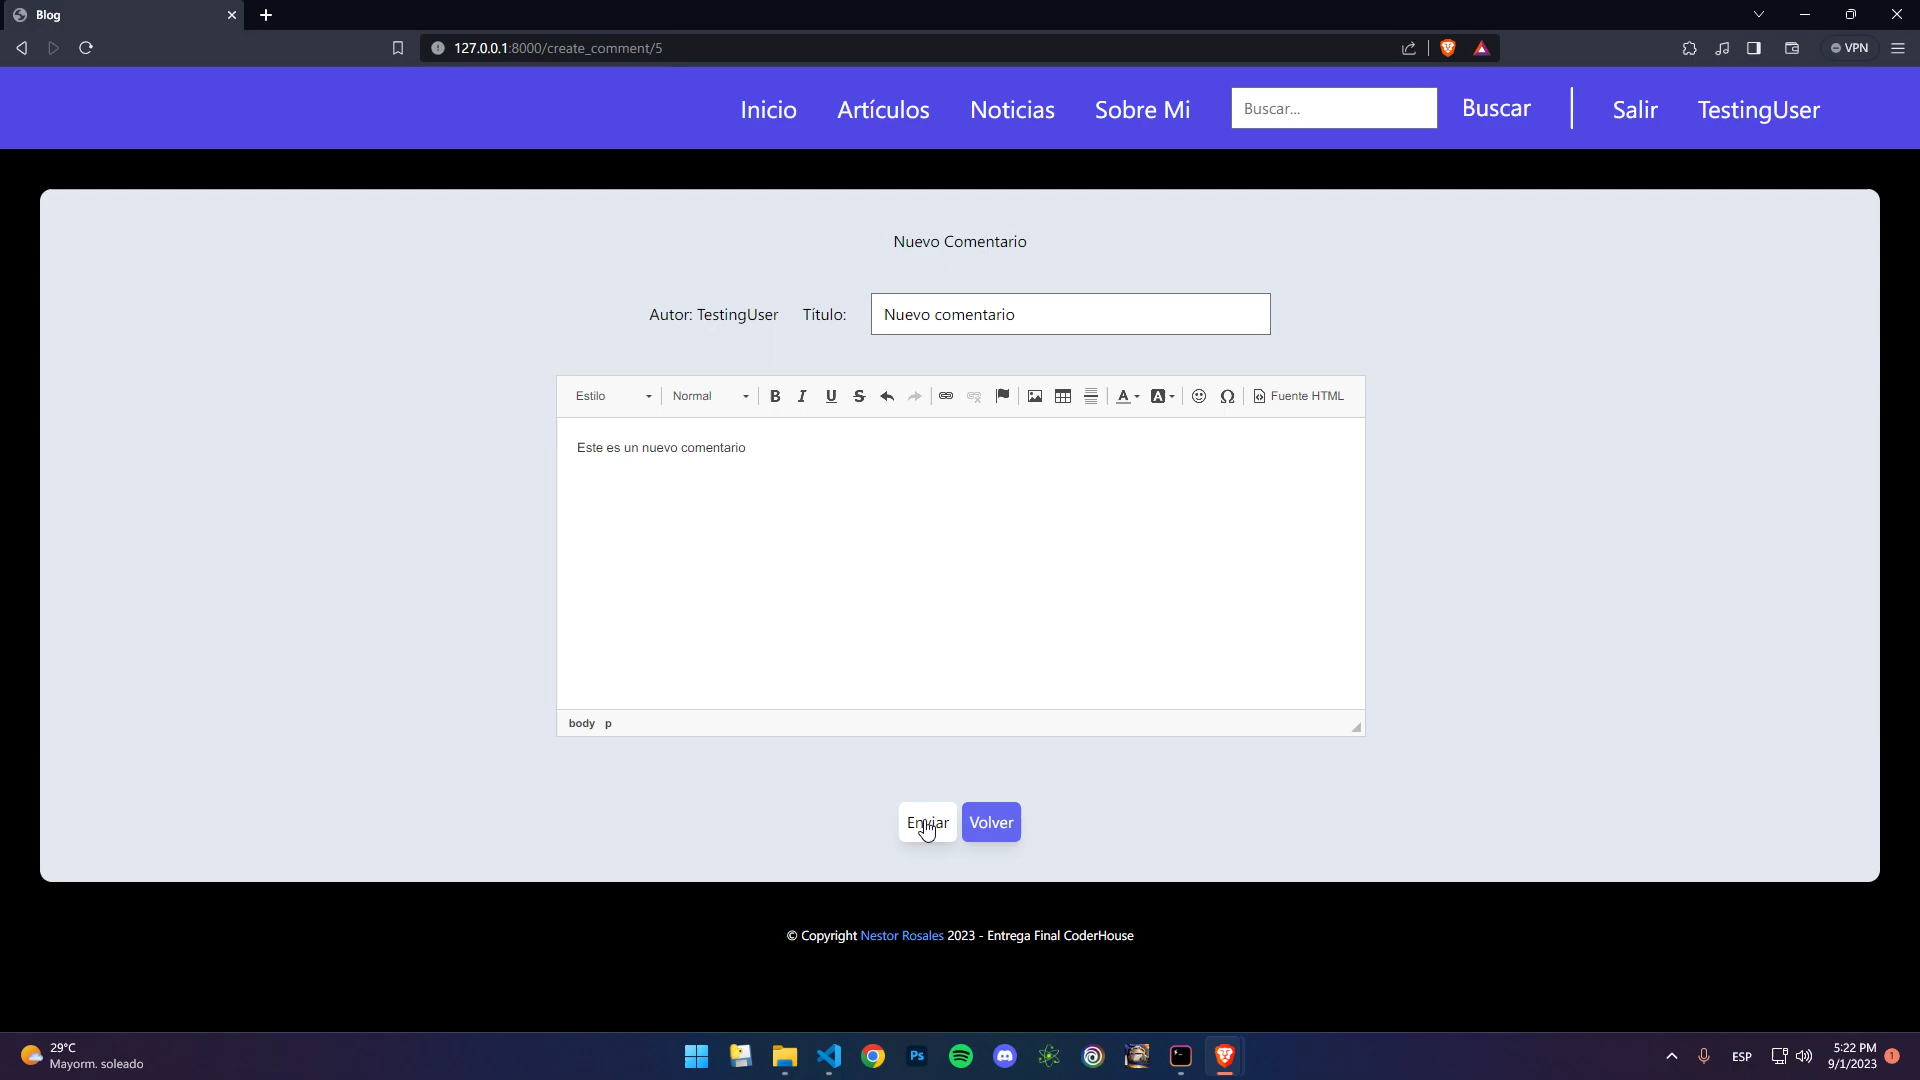 Blog
127.0.0.1:8000/create_comment/5
VPN
Inicio Artículos Noticias Sobre Mi Buscar... Buscar Salir TestingUser
Nuevo Comentario
Autor: TestingUser Título: Nuevo comentario
Estilo Normal B I U S A A Ω Fuente HTML
Este es un nuevo comentario
body p
Enviar Volver
© Copyright Nestor Rosales 2023 - Entrega Final CoderHouse
29°C
Mayorm. soleado
Ps
ESP
5:22 PM
9/1/2023
1